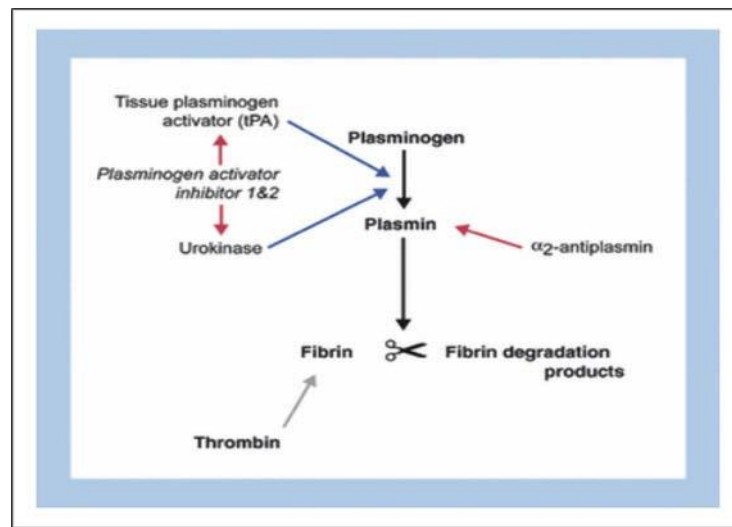 Tissue plasminogen
activator (tPA)
Plasminogen
Plasminogen activator
inhibitor 1&2
Plasmin
Urokinase
α2-antiplasmin
Fibrin
Fibrin degradation
products
Thrombin